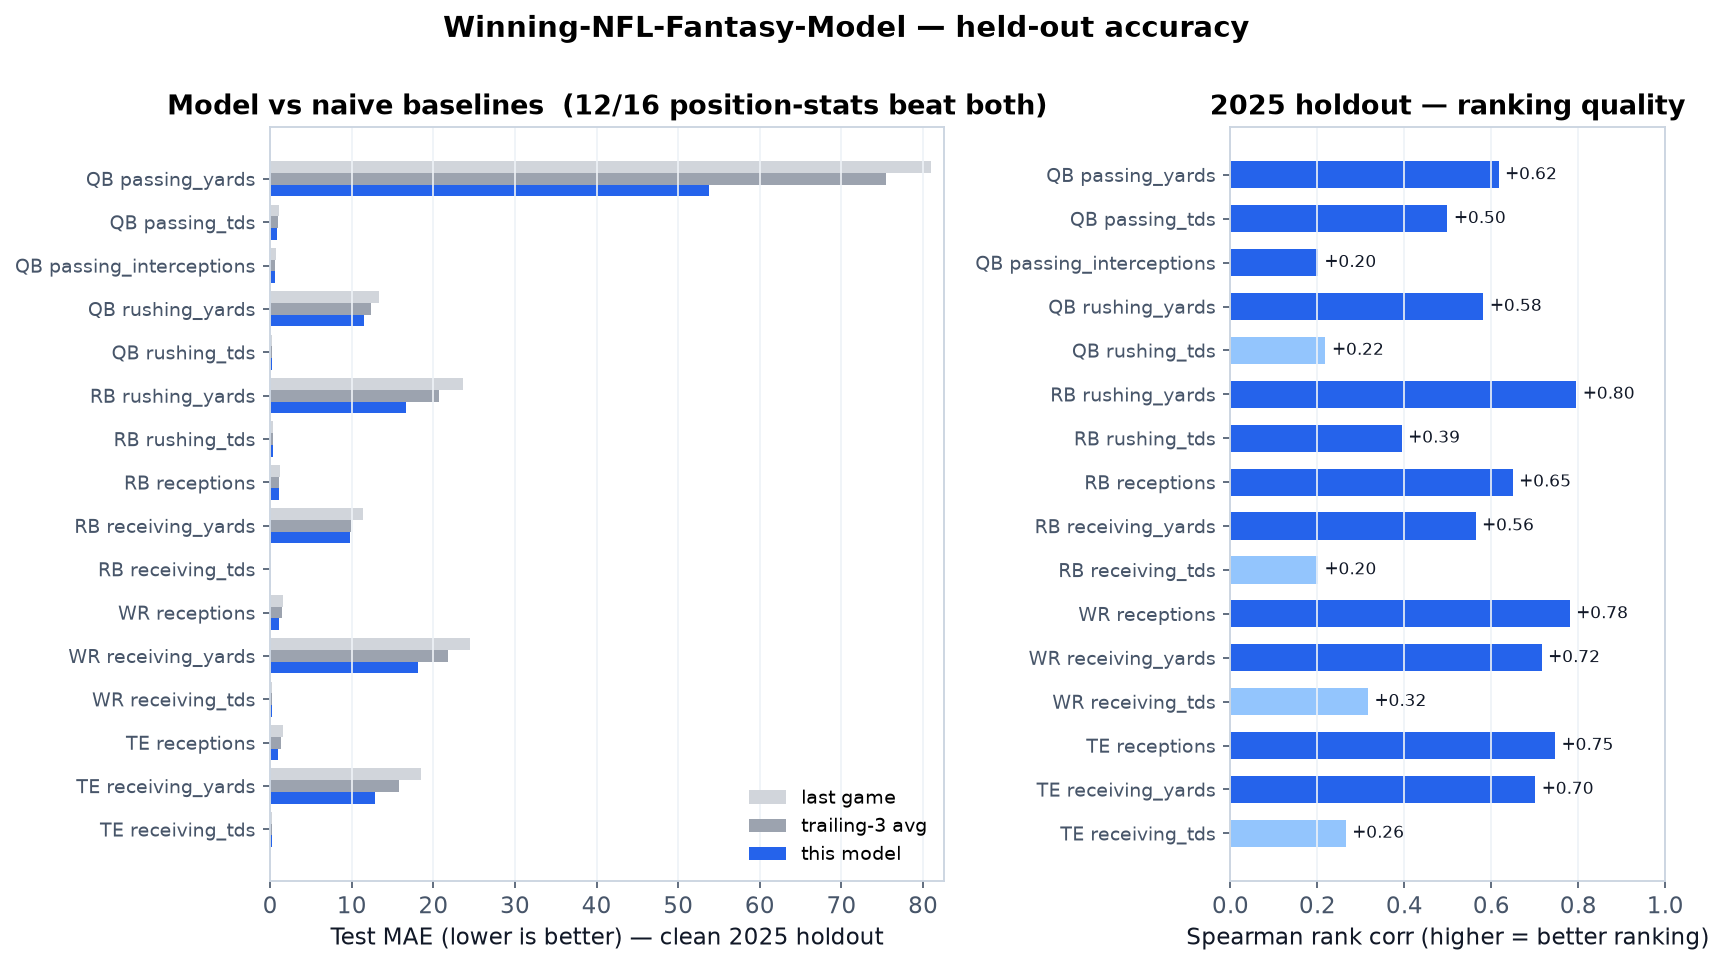 Winning-NFL-Fantasy-Model — held-out accuracy
Model vs naive baselines  (12/16 position-stats beat both)
QB passing_yards
QB passing_tds
QB passing_interceptions
QB rushing_yards
QB rushing_tds
RB rushing_yards
RB rushing_tds
RB receptions
RB receiving_yards
RB receiving_tds
WR receptions
WR receiving_yards
WR receiving_tds
TE receptions
TE receiving_yards
TE receiving_tds
last game
trailing-3 avg
this model
0 10 20 30 40 50 60 70 80
Test MAE (lower is better) — clean 2025 holdout
2025 holdout — ranking quality
QB passing_yards +0.62
QB passing_tds +0.50
QB passing_interceptions +0.20
QB rushing_yards +0.58
QB rushing_tds +0.22
RB rushing_yards +0.80
RB rushing_tds +0.39
RB receptions +0.65
RB receiving_yards +0.56
RB receiving_tds +0.20
WR receptions +0.78
WR receiving_yards +0.72
WR receiving_tds +0.32
TE receptions +0.75
TE receiving_yards +0.70
TE receiving_tds +0.26
0.0 0.2 0.4 0.6 0.8 1.0
Spearman rank corr (higher = better ranking)